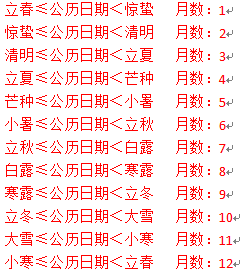 立春≤公历日期<惊蛰 月数：1
惊蛰≤公历日期<清明 月数：2
清明≤公历日期<立夏 月数：3
立夏≤公历日期<芒种 月数：4
芒种≤公历日期<小暑 月数：5
小暑≤公历日期<立秋 月数：6
立秋≤公历日期<白露 月数：7
白露≤公历日期<寒露 月数：8
寒露≤公历日期<立冬 月数：9
立冬≤公历日期<大雪 月数：10
大雪≤公历日期<小寒 月数：11
小寒≤公历日期<立春 月数：12